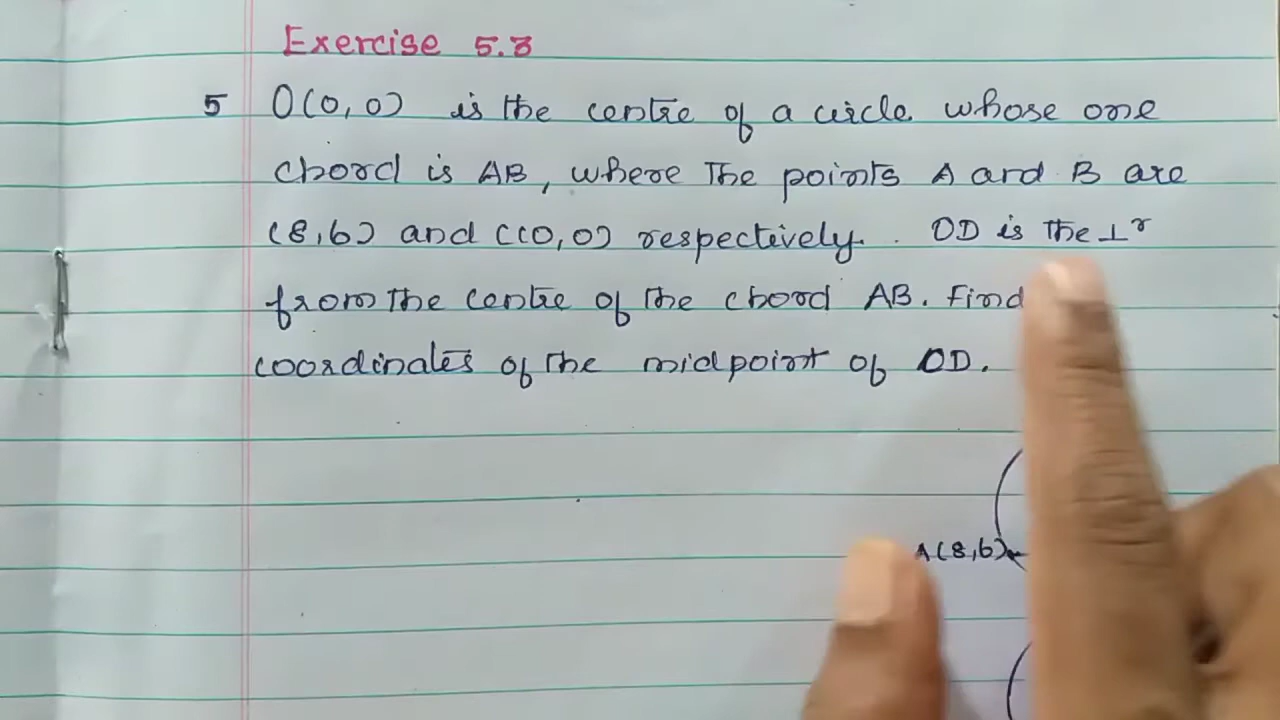 Exercise 5.3
5 O(0,0) is the centre of a circle whose one
chord is AB, where the points A and B are
(8,6) and (10,0) respectively. OD is the ⊥r
from the centre of the chord AB. Find
coordinates of the midpoint of OD.
A(8,6)